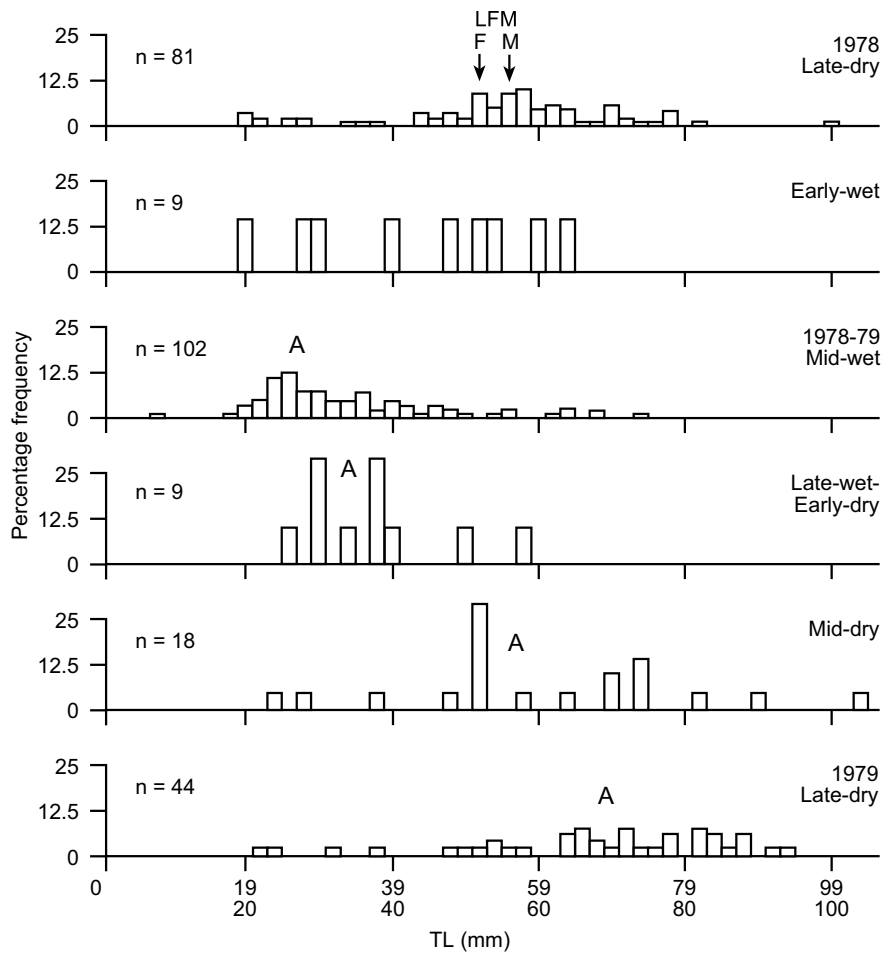 LFM
F M
25
12.5
0
n = 81
1978
Late-dry
25
12.5
0
n = 9
Early-wet
25
12.5
0
n = 102
A
1978-79
Mid-wet
Percentage frequency
25
12.5
0
n = 9
A
Late-wet-
Early-dry
25
12.5
0
n = 18
A
Mid-dry
25
12.5
0
n = 44
A
1979
Late-dry
0 19 39 59 79 99
20 40 60 80 100
TL (mm)